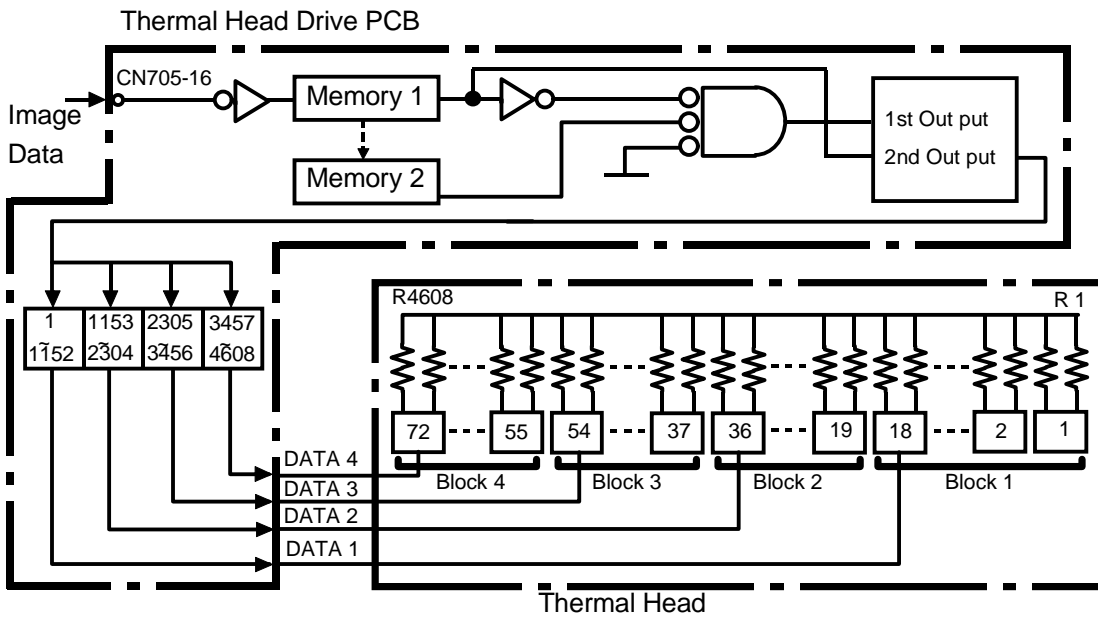 Thermal Head Drive PCB
CN705-16
Image
Data
Memory 1
Memory 2
1st Out put
2nd Out put
1 ~ 1152
1153 ~ 2304
2305 ~ 3456
3457 ~ 4608
R4608
R 1
72
55
54
37
36
19
18
2
1
Block 4
Block 3
Block 2
Block 1
DATA 4
DATA 3
DATA 2
DATA 1
Thermal Head